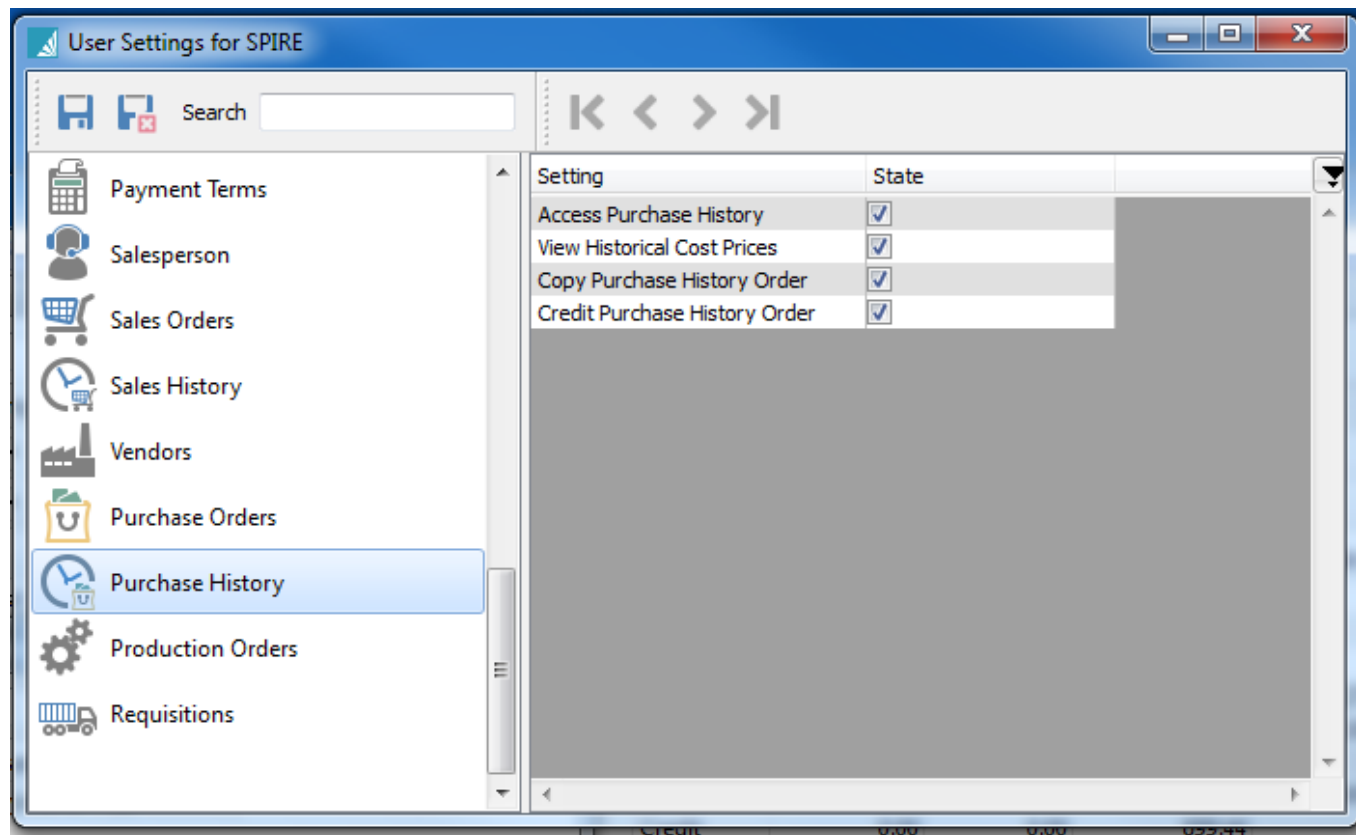 User Settings for SPIRE
Search
Payment Terms
Salesperson
Sales Orders
Sales History
Vendors
Purchase Orders
Purchase History
Production Orders
Requisitions
Setting State
Access Purchase History
View Historical Cost Prices
Copy Purchase History Order
Credit Purchase History Order